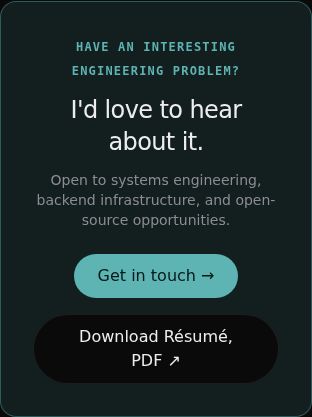 HAVE AN INTERESTING
ENGINEERING PROBLEM?
I'd love to hear
about it.
Open to systems engineering,
backend infrastructure, and open-
source opportunities.
Get in touch →
Download Résumé,
PDF ↗